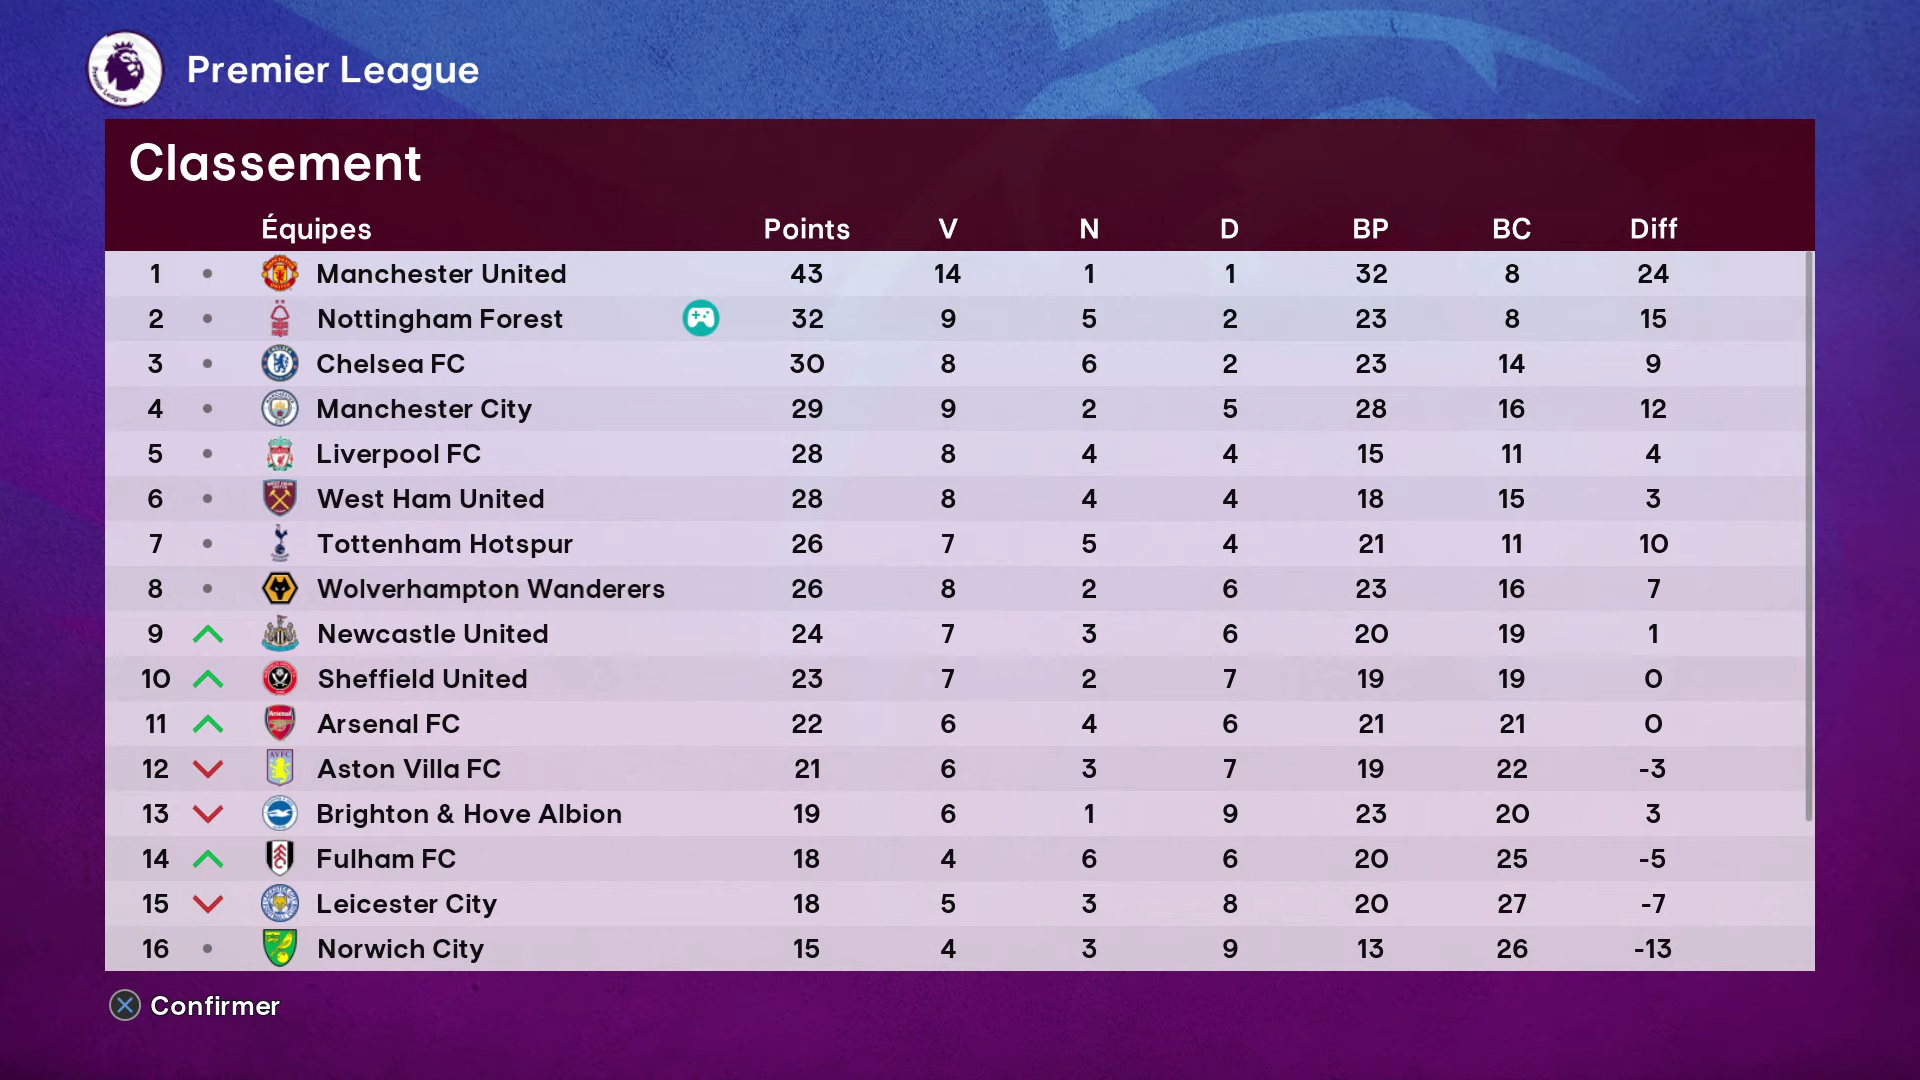 Premier League
Classement
Équipes Points V N D BP BC Diff
1 Manchester United 43 14 1 1 32 8 24
2 Nottingham Forest 32 9 5 2 23 8 15
3 Chelsea FC 30 8 6 2 23 14 9
4 Manchester City 29 9 2 5 28 16 12
5 Liverpool FC 28 8 4 4 15 11 4
6 West Ham United 28 8 4 4 18 15 3
7 Tottenham Hotspur 26 7 5 4 21 11 10
8 Wolverhampton Wanderers 26 8 2 6 23 16 7
9 Newcastle United 24 7 3 6 20 19 1
10 Sheffield United 23 7 2 7 19 19 0
11 Arsenal FC 22 6 4 6 21 21 0
12 Aston Villa FC 21 6 3 7 19 22 -3
13 Brighton & Hove Albion 19 6 1 9 23 20 3
14 Fulham FC 18 4 6 6 20 25 -5
15 Leicester City 18 5 3 8 20 27 -7
16 Norwich City 15 4 3 9 13 26 -13
Confirmer